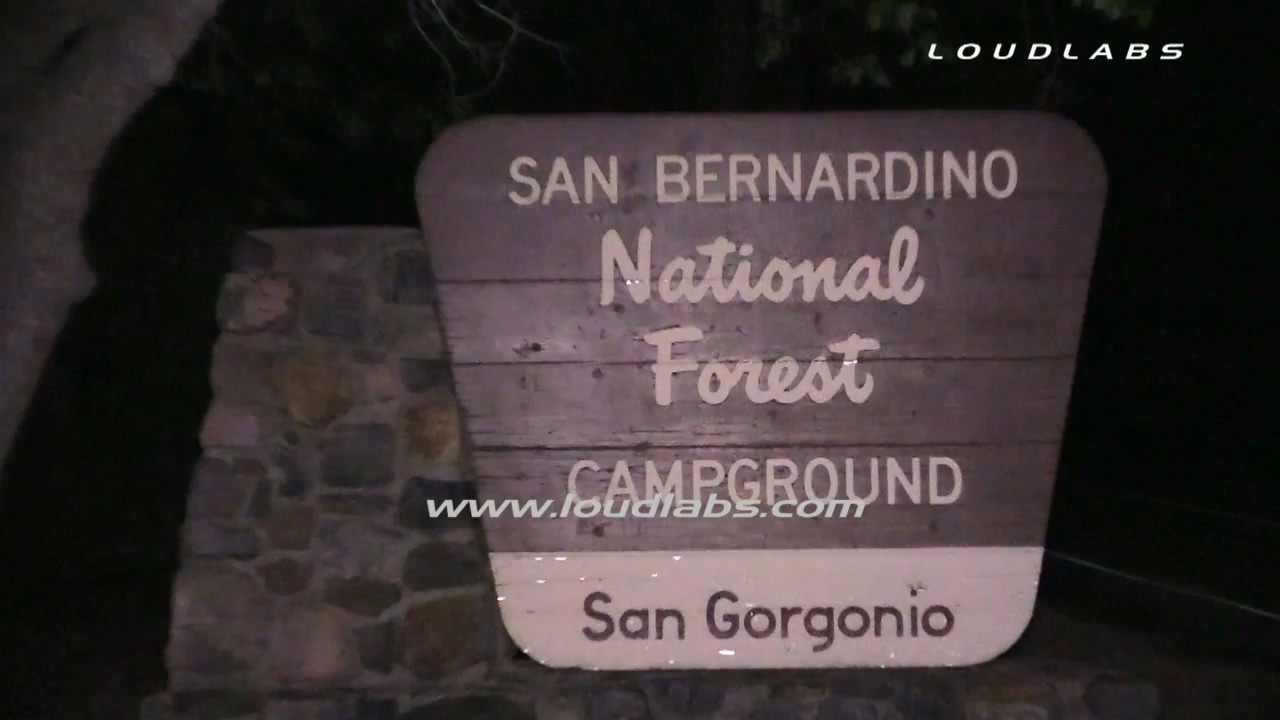 LOUDLABS
SAN BERNARDINO
National
Forest
CAMPGROUND
www.loudlabs.com
San Gorgonio